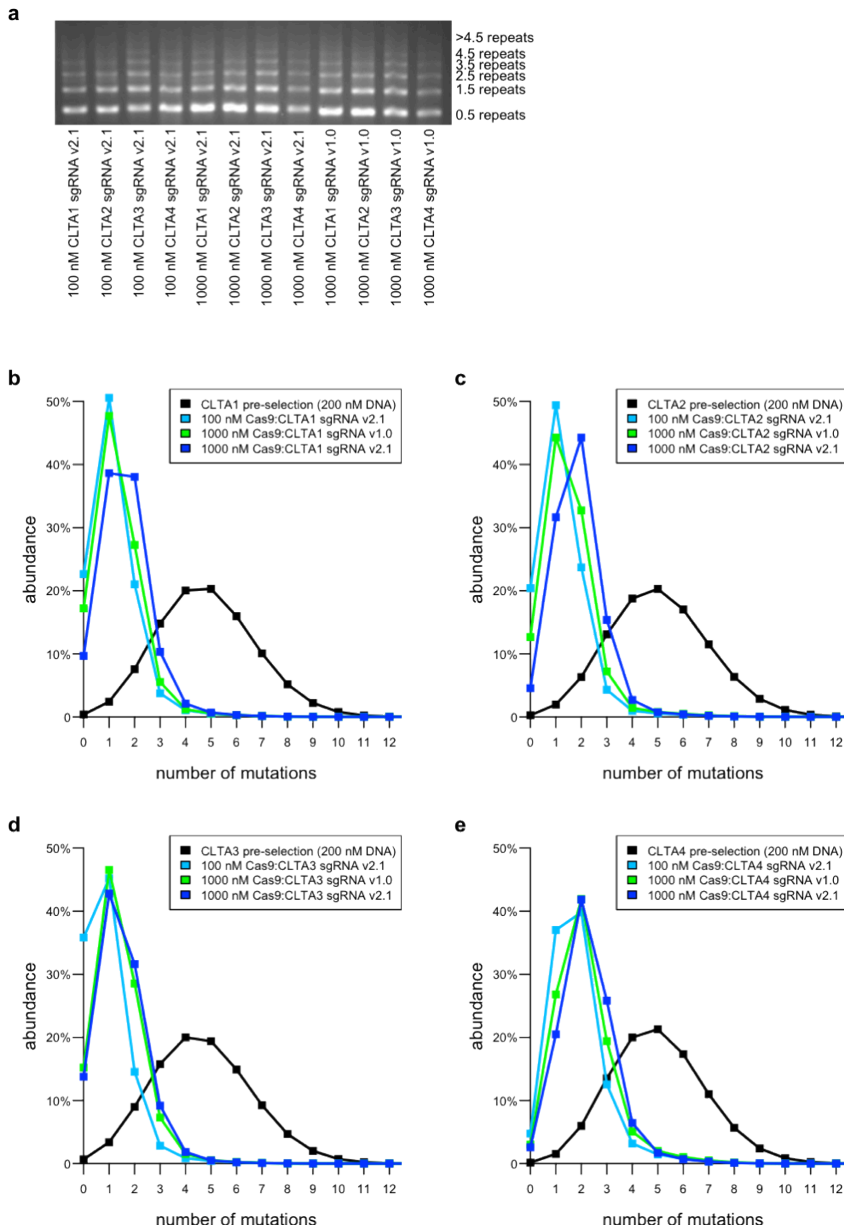 a
>4.5 repeats
4.5 repeats
3.5 repeats
2.5 repeats
1.5 repeats
0.5 repeats
100 nM CLTA1 sgRNA v2.1
100 nM CLTA2 sgRNA v2.1
100 nM CLTA3 sgRNA v2.1
100 nM CLTA4 sgRNA v2.1
1000 nM CLTA1 sgRNA v2.1
1000 nM CLTA2 sgRNA v2.1
1000 nM CLTA3 sgRNA v2.1
1000 nM CLTA4 sgRNA v2.1
1000 nM CLTA1 sgRNA v1.0
1000 nM CLTA2 sgRNA v1.0
1000 nM CLTA3 sgRNA v1.0
1000 nM CLTA4 sgRNA v1.0
b
50%
40%
30%
20%
10%
0
abundance
CLTA1 pre-selection (200 nM DNA)
100 nM Cas9:CLTA1 sgRNA v2.1
1000 nM Cas9:CLTA1 sgRNA v1.0
1000 nM Cas9:CLTA1 sgRNA v2.1
0 1 2 3 4 5 6 7 8 9 10 11 12
number of mutations
c
50%
40%
30%
20%
10%
0
abundance
CLTA2 pre-selection (200 nM DNA)
100 nM Cas9:CLTA2 sgRNA v2.1
1000 nM Cas9:CLTA2 sgRNA v1.0
1000 nM Cas9:CLTA2 sgRNA v2.1
0 1 2 3 4 5 6 7 8 9 10 11 12
number of mutations
d
50%
40%
30%
20%
10%
0
abundance
CLTA3 pre-selection (200 nM DNA)
100 nM Cas9:CLTA3 sgRNA v2.1
1000 nM Cas9:CLTA3 sgRNA v1.0
1000 nM Cas9:CLTA3 sgRNA v2.1
0 1 2 3 4 5 6 7 8 9 10 11 12
number of mutations
e
50%
40%
30%
20%
10%
0
abundance
CLTA4 pre-selection (200 nM DNA)
100 nM Cas9:CLTA4 sgRNA v2.1
1000 nM Cas9:CLTA4 sgRNA v1.0
1000 nM Cas9:CLTA4 sgRNA v2.1
0 1 2 3 4 5 6 7 8 9 10 11 12
number of mutations